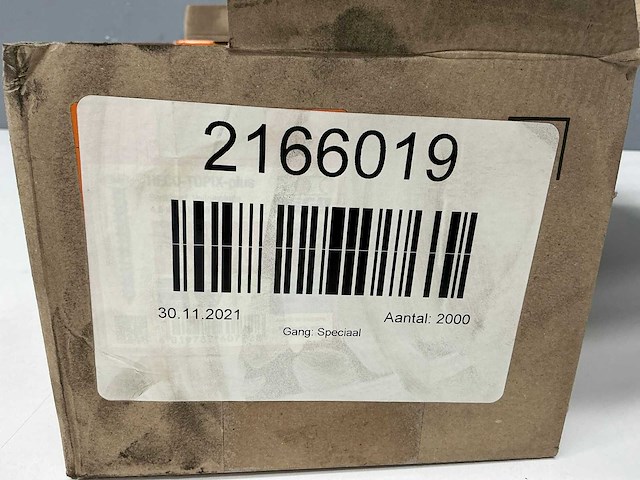 2166019
30.11.2021
Aantal: 2000
Gang: Speciaal